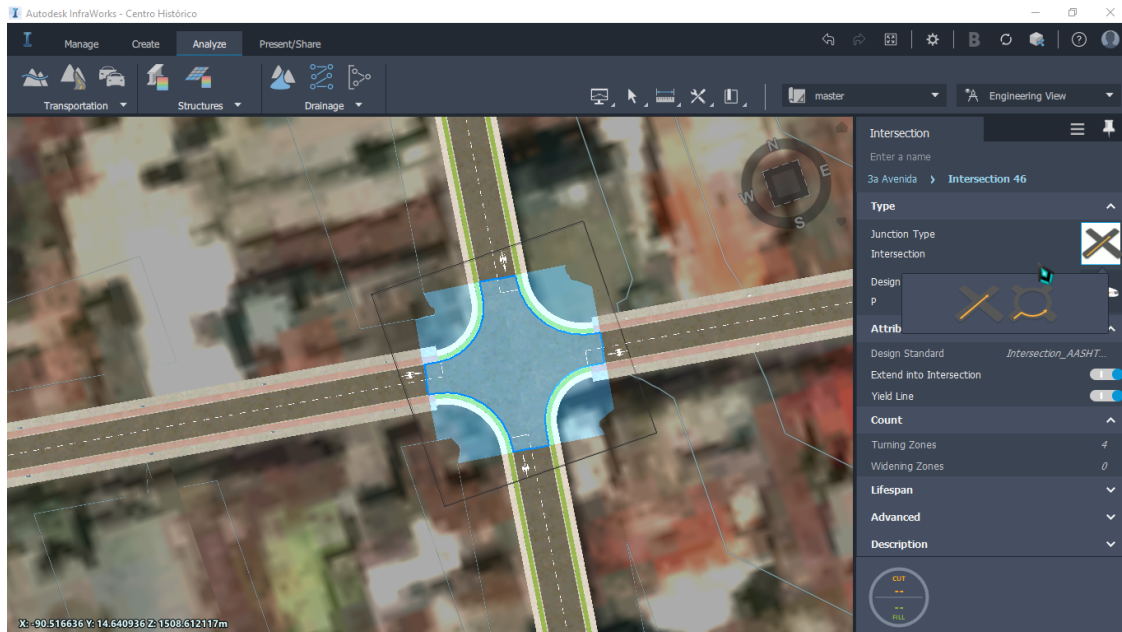 Autodesk InfraWorks - Centro Histórico
Manage Create Analyze Present/Share
Transportation Structures Drainage
master
Engineering View
N
E
W
S
Intersection
Enter a name
3a Avenida > Intersection 46
Type
Junction Type
Intersection
Design
P
Attrib
Design Standard Intersection_AASHT...
Extend into Intersection
Yield Line
Count
Turning Zones 4
Widening Zones 0
Lifespan
Advanced
Description
CUT
--
--
FILL
X: -90.516636 Y: 14.640936 Z: 1508.612117m